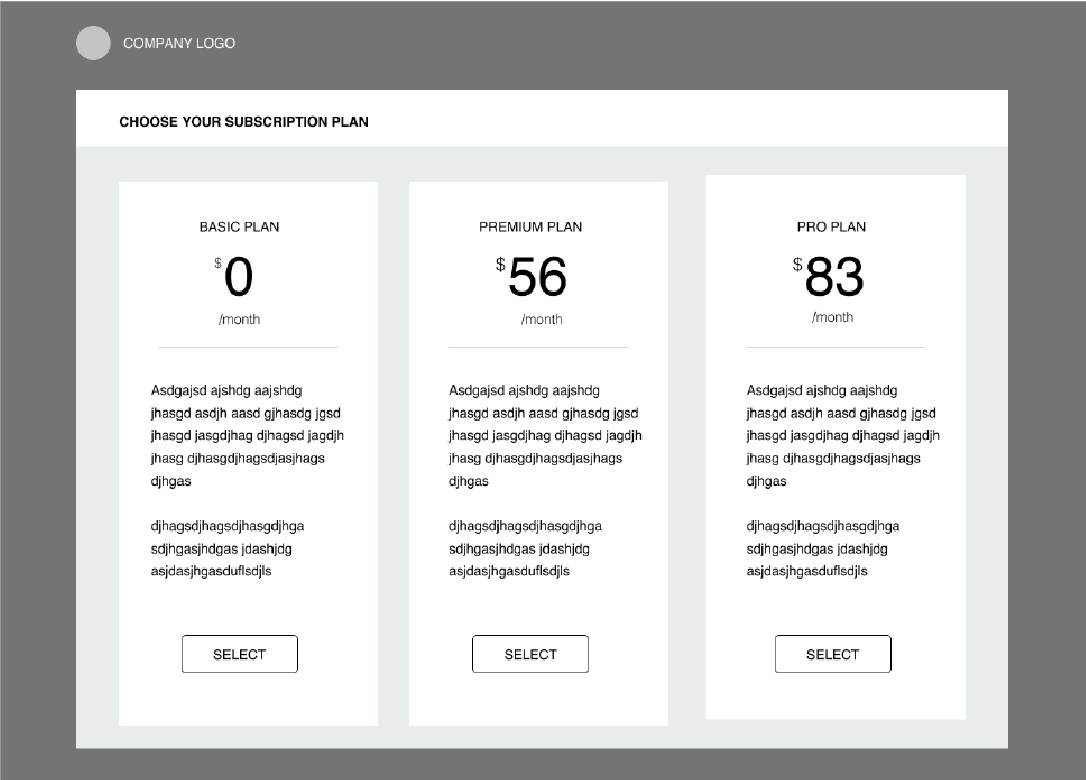 COMPANY LOGO
CHOOSE YOUR SUBSCRIPTION PLAN
BASIC PLAN
$0
/month
Asdgajsd ajshdg aajshdg
jhasgd asdjh aasd gjhasdg jgsd
jhasgd jasgdjhag djhagsd jagdjh
jhasg djhasgdjhagsdjasjhags
djhgas
djhagsdjhagsdjhasgdjhga
sdjhgasjhdgas jdashjdg
asjdasjhgasduflsdjls
SELECT
PREMIUM PLAN
$56
/month
Asdgajsd ajshdg aajshdg
jhasgd asdjh aasd gjhasdg jgsd
jhasgd jasgdjhag djhagsd jagdjh
jhasg djhasgdjhagsdjasjhags
djhgas
djhagsdjhagsdjhasgdjhga
sdjhgasjhdgas jdashjdg
asjdasjhgasduflsdjls
SELECT
PRO PLAN
$83
/month
Asdgajsd ajshdg aajshdg
jhasgd asdjh aasd gjhasdg jgsd
jhasgd jasgdjhag djhagsd jagdjh
jhasg djhasgdjhagsdjasjhags
djhgas
djhagsdjhagsdjhasgdjhga
sdjhgasjhdgas jdashjdg
asjdasjhgasduflsdjls
SELECT